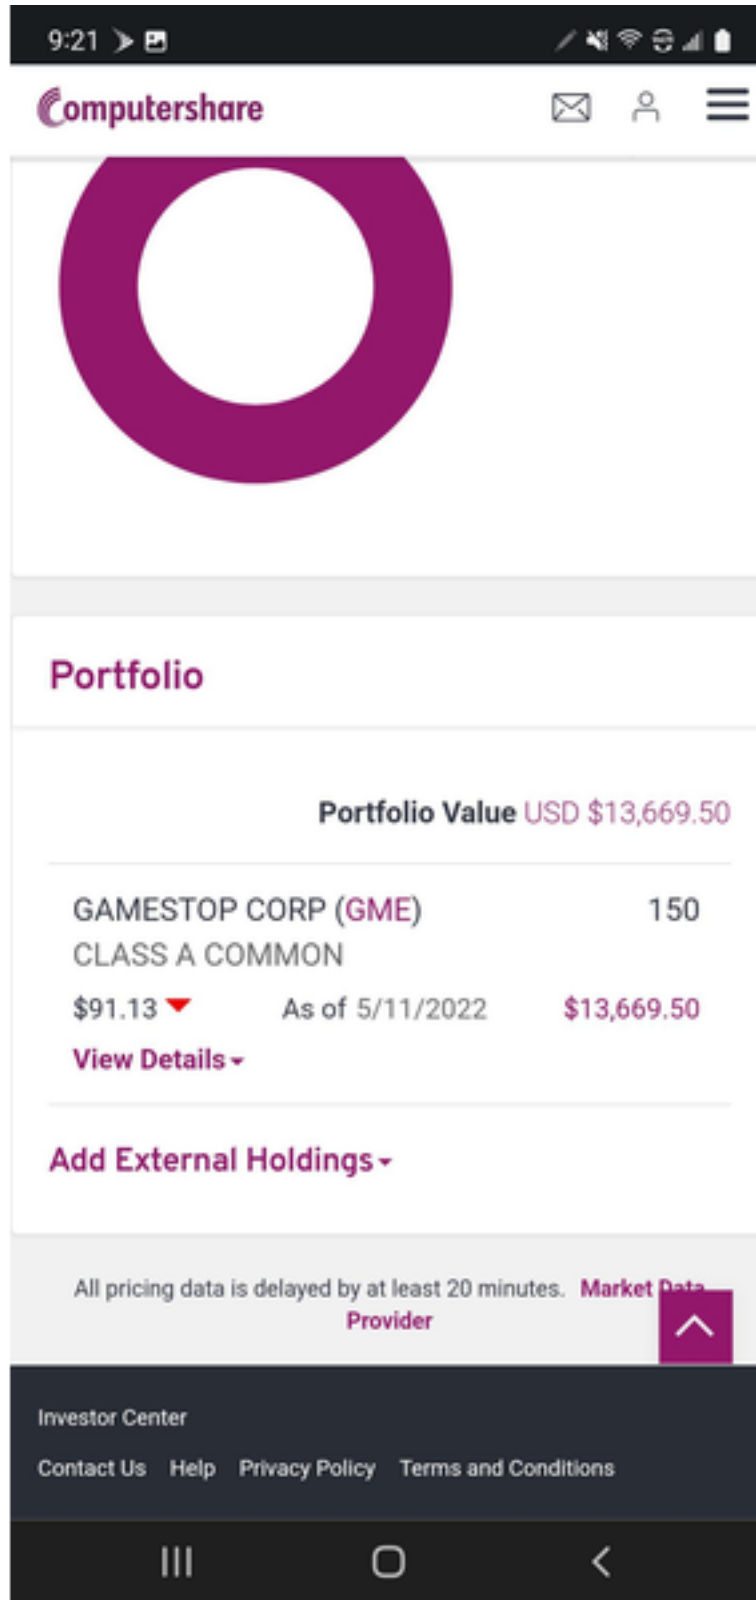 9:21
Computershare
Portfolio
Portfolio Value USD $13,669.50
GAMESTOP CORP (GME) 150
CLASS A COMMON
$91.13 As of 5/11/2022 $13,669.50
View Details
Add External Holdings
All pricing data is delayed by at least 20 minutes. Market Data
Provider
Investor Center
Contact Us Help Privacy Policy Terms and Conditions